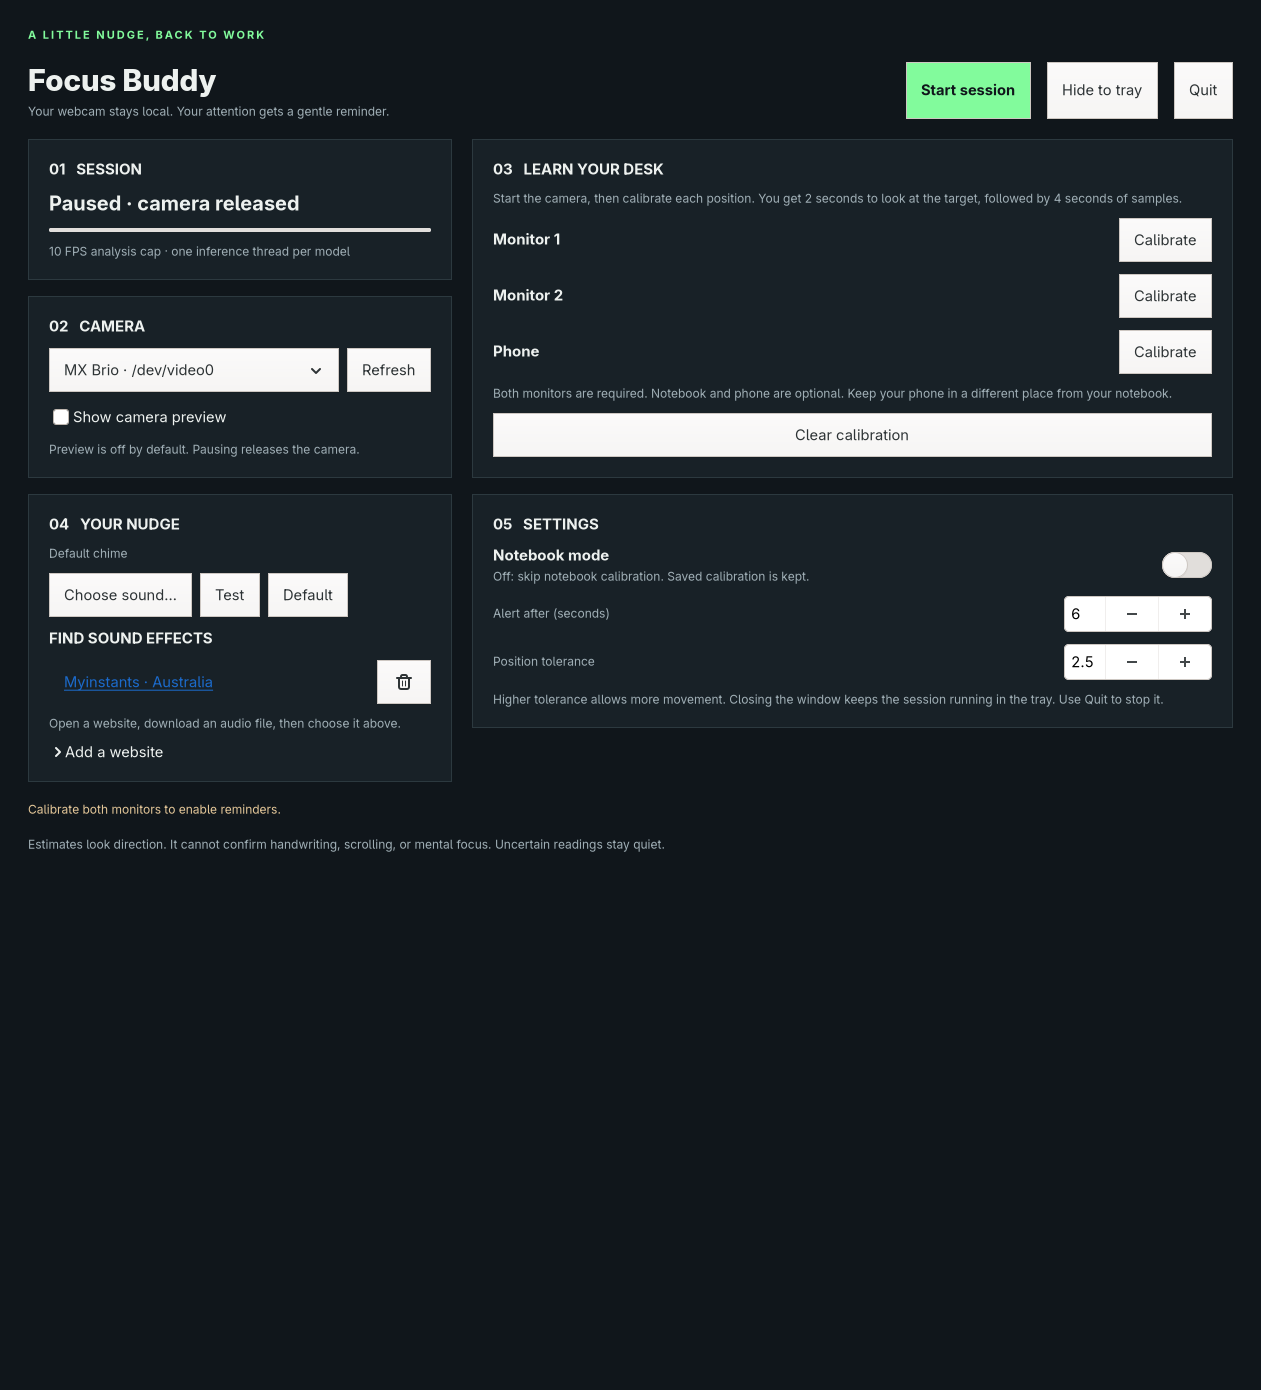 A LITTLE NUDGE, BACK TO WORK
Focus Buddy
Your webcam stays local. Your attention gets a gentle reminder.
Start session
Hide to tray
Quit
01 SESSION
Paused · camera released
10 FPS analysis cap · one inference thread per model
02 CAMERA
MX Brio · /dev/video0
Refresh
Show camera preview
Preview is off by default. Pausing releases the camera.
03 LEARN YOUR DESK
Start the camera, then calibrate each position. You get 2 seconds to look at the target, followed by 4 seconds of samples.
Monitor 1
Calibrate
Monitor 2
Calibrate
Phone
Calibrate
Both monitors are required. Notebook and phone are optional. Keep your phone in a different place from your notebook.
Clear calibration
04 YOUR NUDGE
Default chime
Choose sound...
Test
Default
FIND SOUND EFFECTS
Myinstants · Australia
Open a website, download an audio file, then choose it above.
Add a website
05 SETTINGS
Notebook mode
Off: skip notebook calibration. Saved calibration is kept.
Alert after (seconds)
6
Position tolerance
2.5
Higher tolerance allows more movement. Closing the window keeps the session running in the tray. Use Quit to stop it.
Calibrate both monitors to enable reminders.
Estimates look direction. It cannot confirm handwriting, scrolling, or mental focus. Uncertain readings stay quiet.